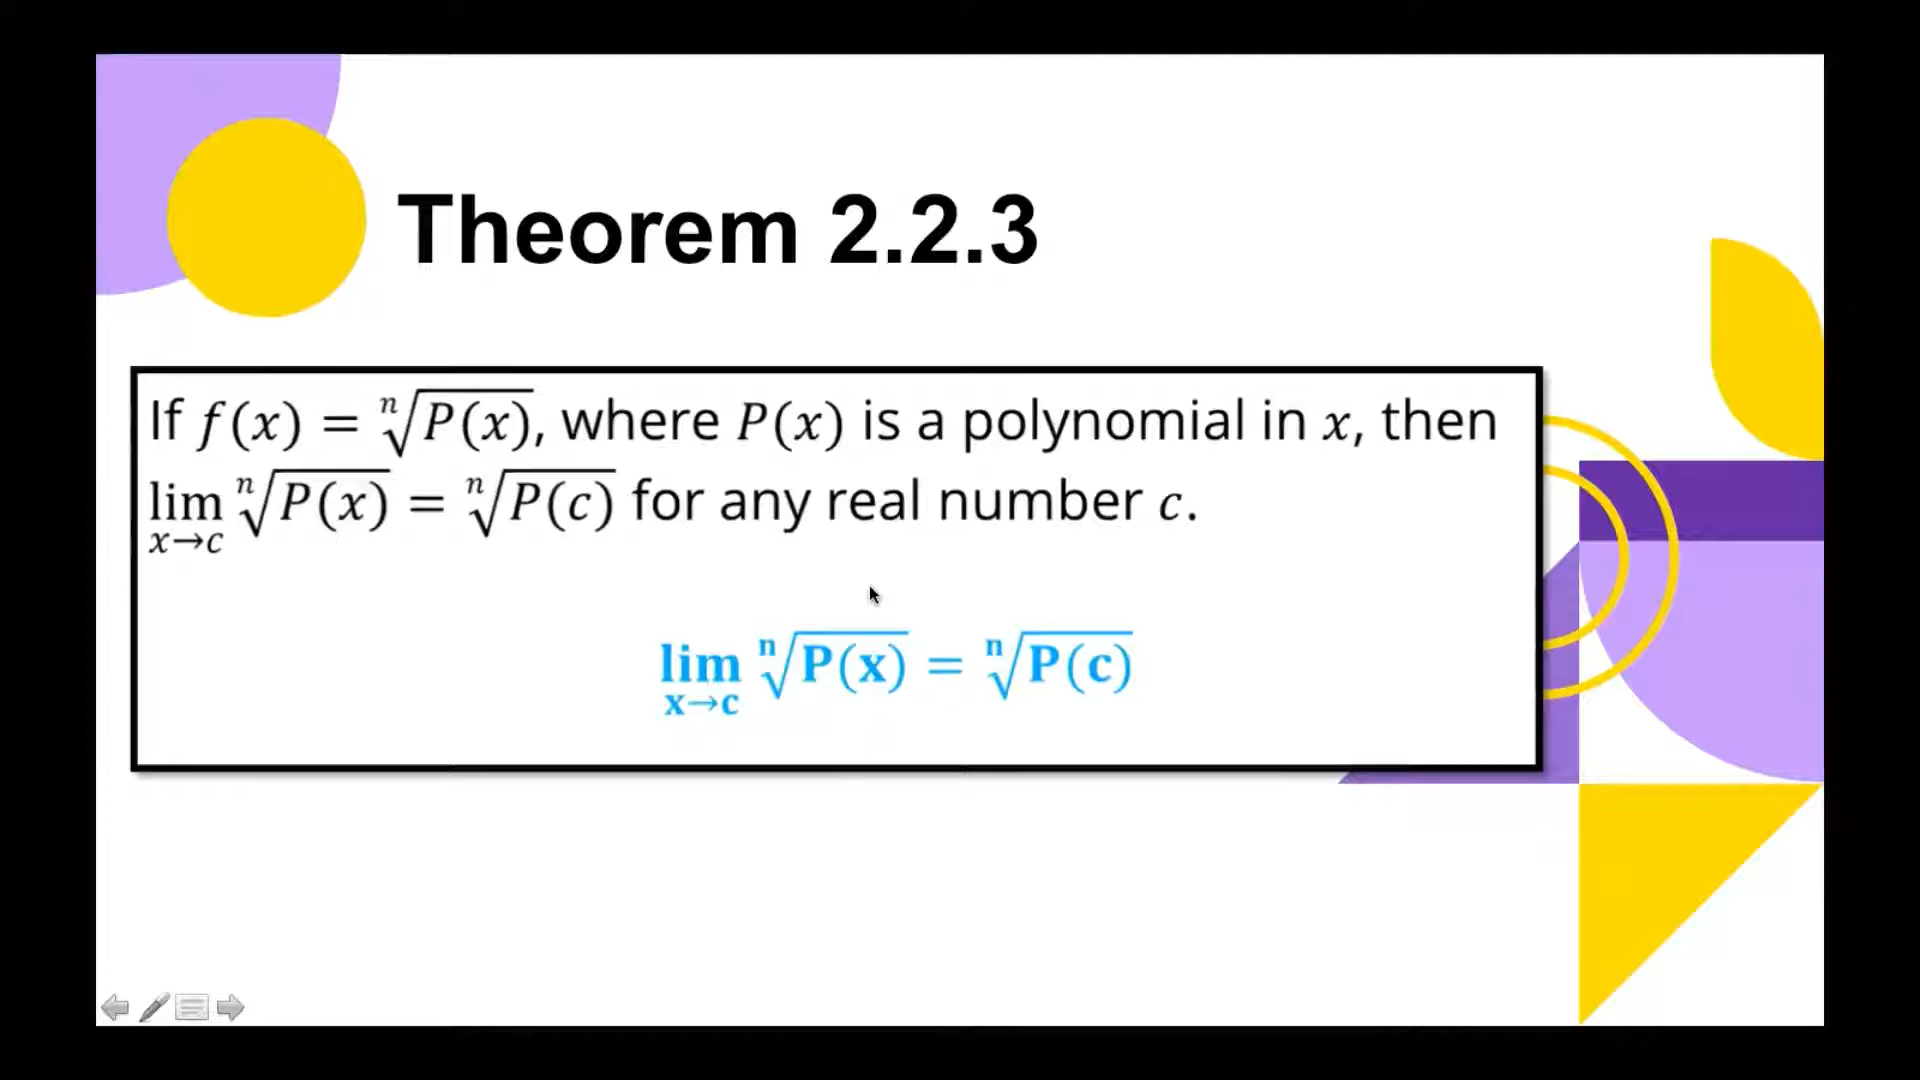 Theorem 2.2.3
If f(x) = ⁿ√P(x), where P(x) is a polynomial in x, then
lim x→c ⁿ√P(x) = ⁿ√P(c) for any real number c.
lim x→c ⁿ√P(x) = ⁿ√P(c)